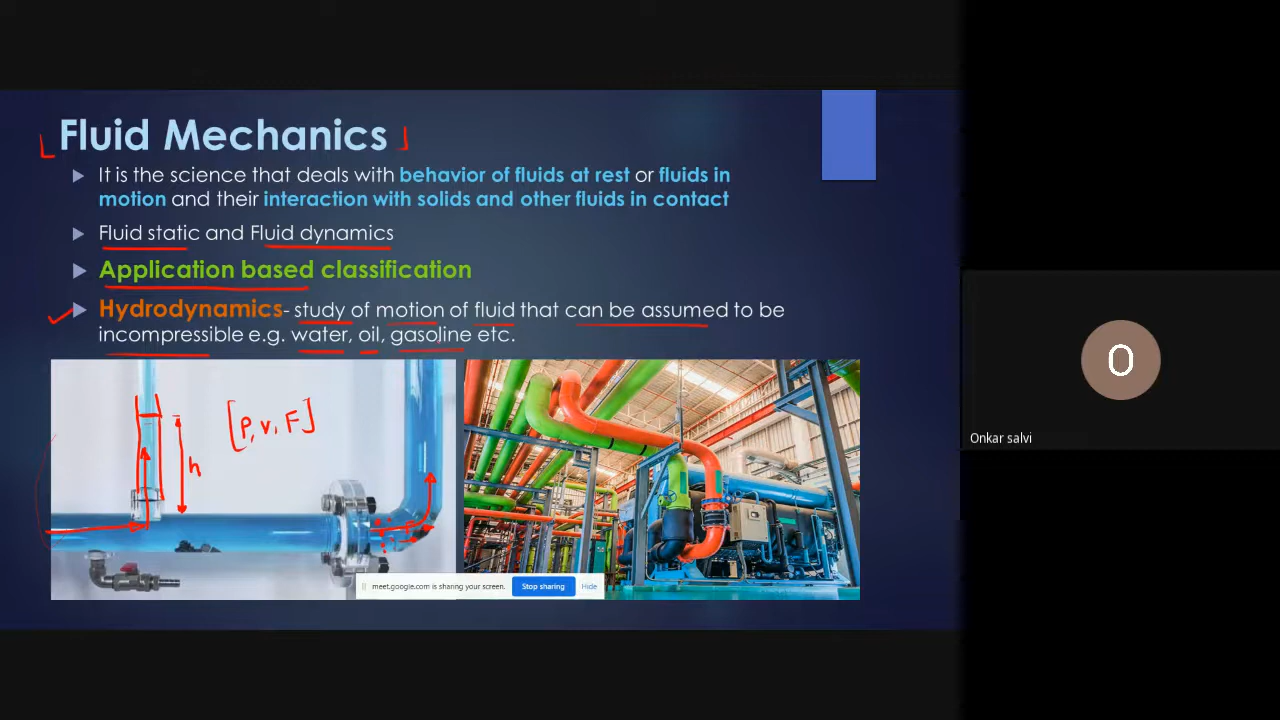 Fluid Mechanics
It is the science that deals with behavior of fluids at rest or fluids in
motion and their interaction with solids and other fluids in contact
Fluid static and Fluid dynamics
Application based classification
Hydrodynamics- study of motion of fluid that can be assumed to be
incompressible e.g. water, oil, gasoline etc.
[P, v, F]
h
meet.google.com is sharing your screen. Stop sharing Hide
O
Onkar salvi